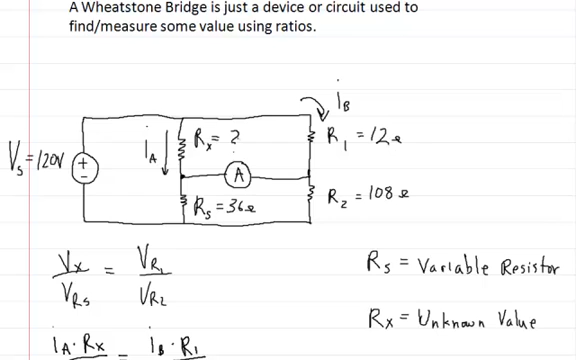 A Wheatstone Bridge is just a device or circuit used to
find/measure some value using ratios.
i_B
V_s = 120V
+
−
i_A
R_x = ?
R_1 = 12Ω
A
R_s = 36Ω
R_2 = 108Ω
V_x / V_Rs = V_R1 / V_R2
R_s = Variable Resistor
R_x = Unknown Value
i_A · R_x = i_B · R_1